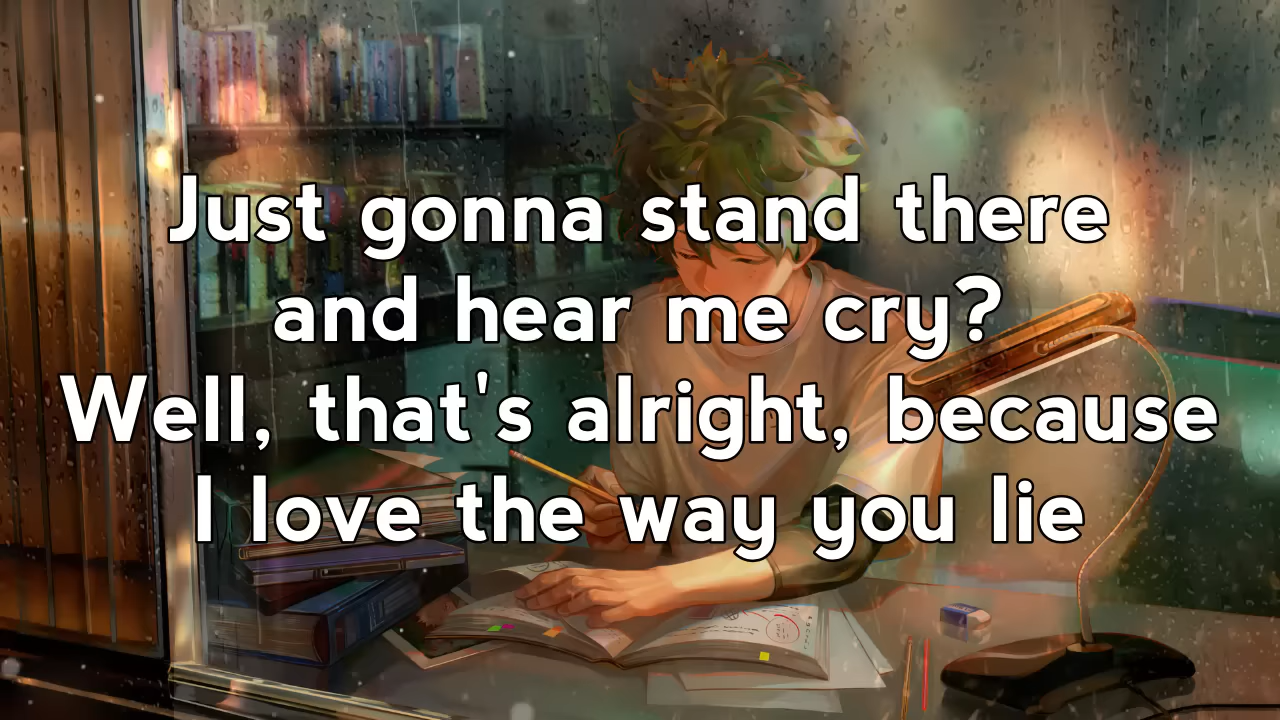 Just gonna stand there
and hear me cry?
Well, that's alright, because
I love the way you lie